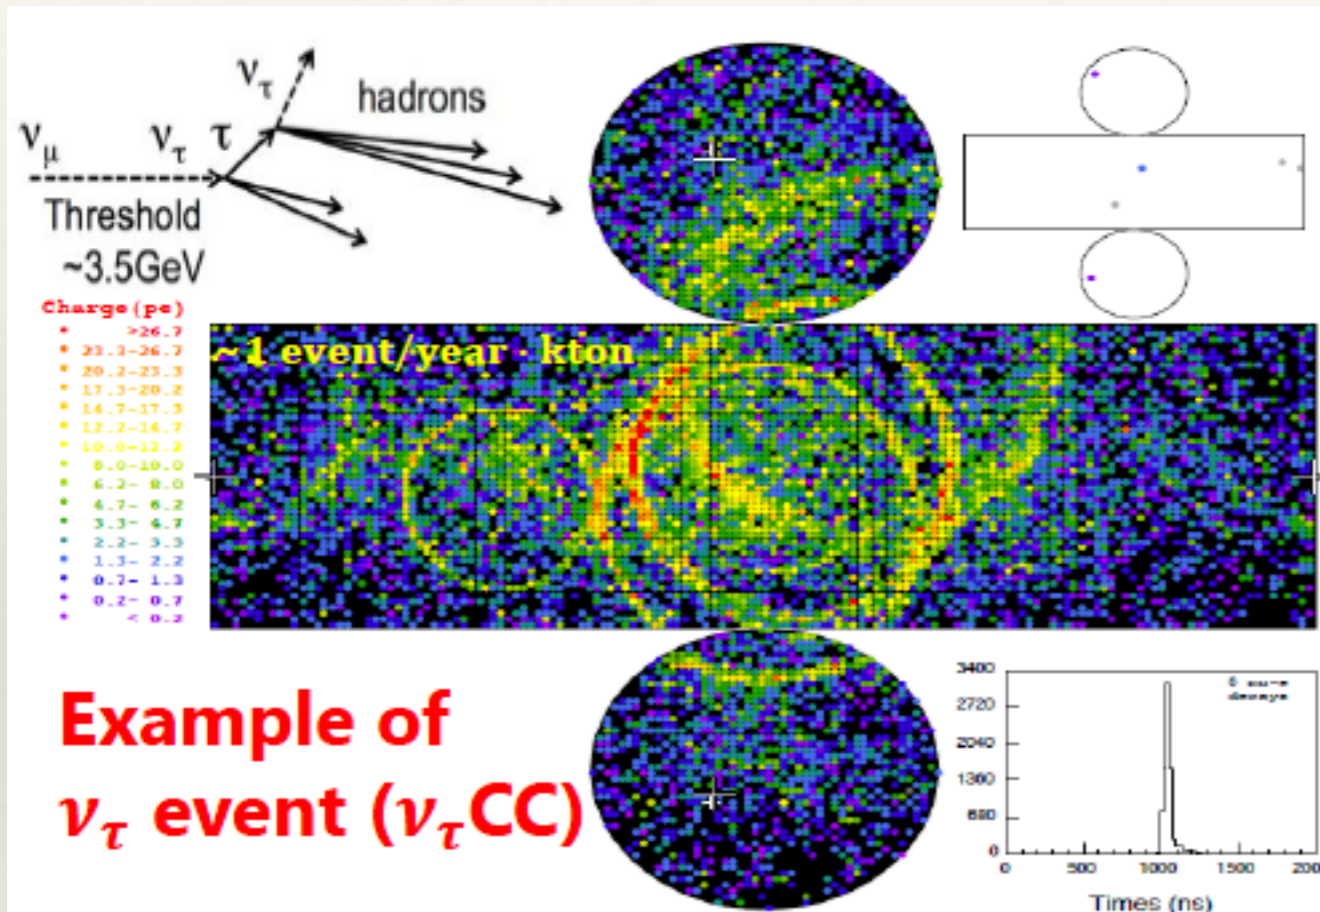 ν_τ
hadrons
ν_μ ν_τ τ
Threshold
~3.5GeV
Charge(pe)
>26.7
23.3-26.7
20.2-23.3
17.3-20.2
14.7-17.3
12.2-14.7
10.0-12.2
8.0-10.0
6.2- 8.0
4.7- 6.2
3.3- 4.7
2.2- 3.3
1.3- 2.2
0.7- 1.3
0.2- 0.7
< 0.2
~1 event/year · kton
Example of
ν_τ event (ν_τCC)
3400
2720
2040
1360
680
0
mu-e
decays
0 500 1000 1500 200
Times (ns)